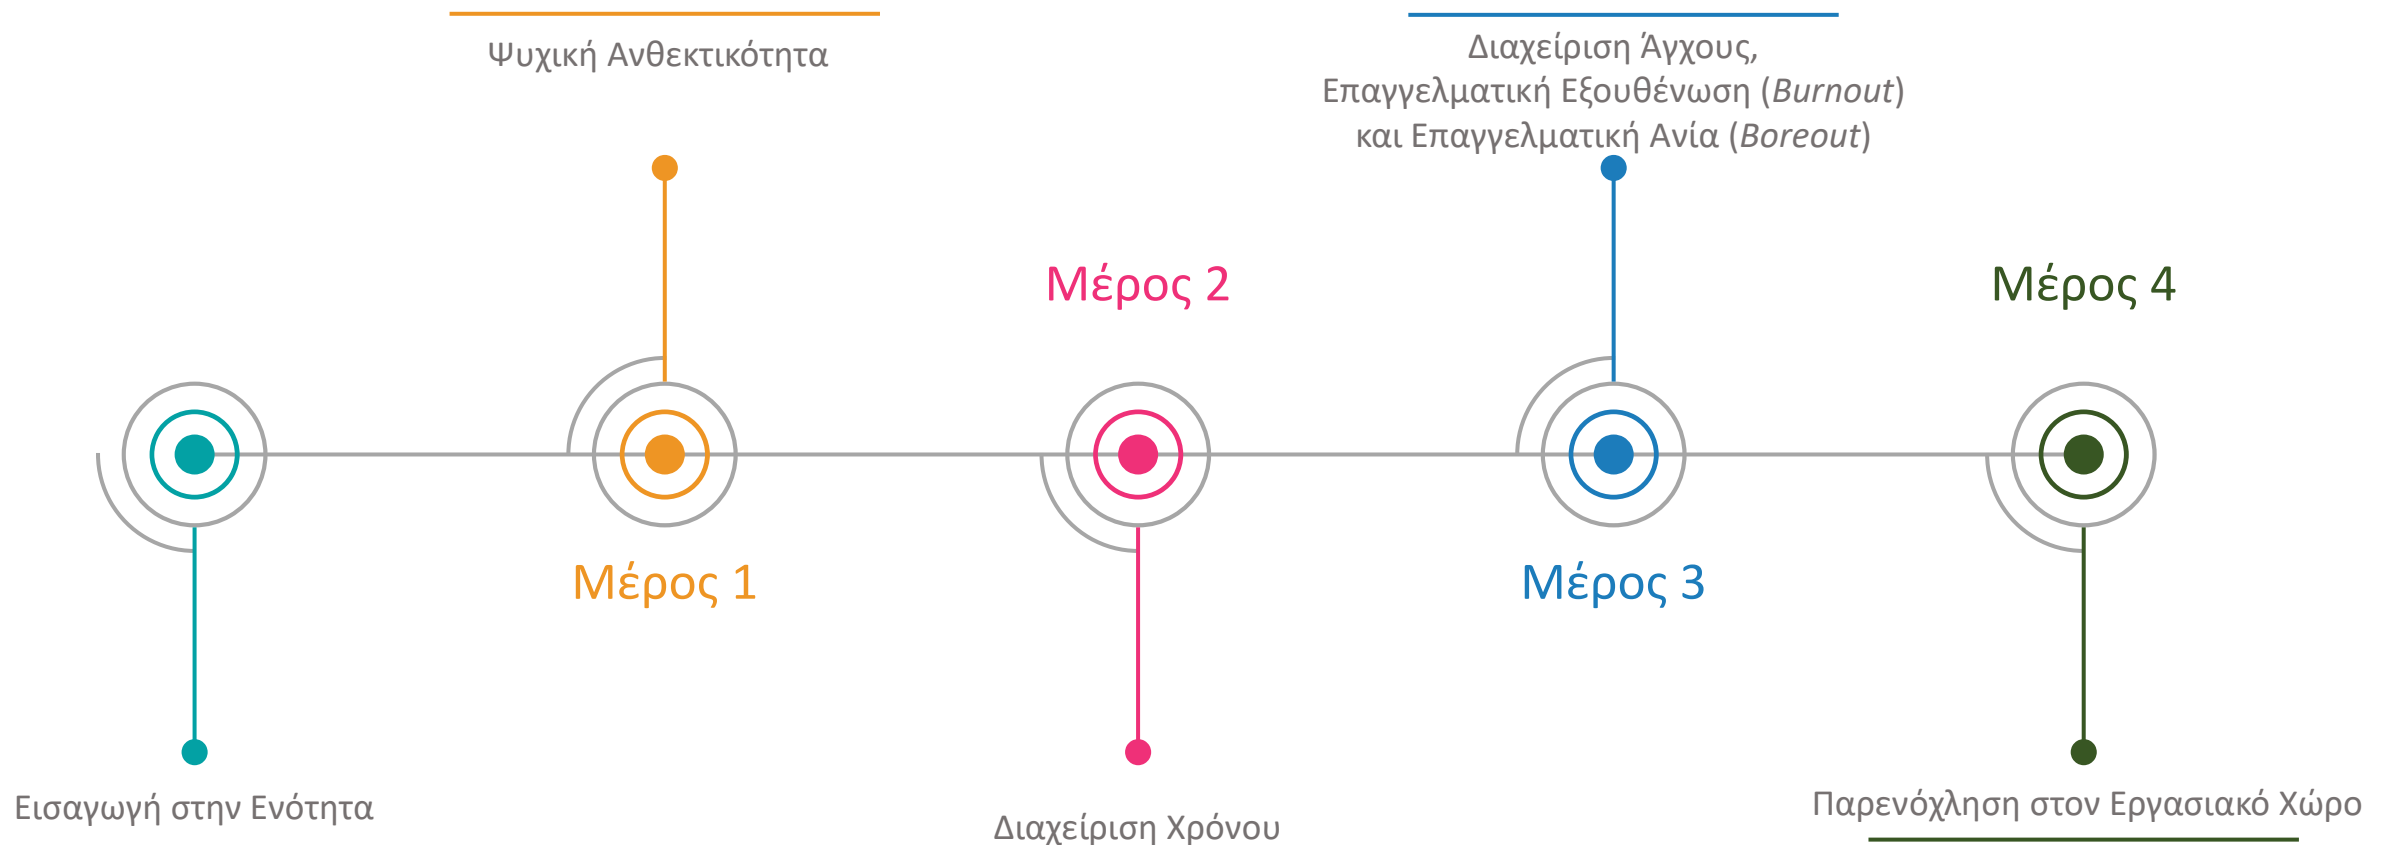 Ψυχική Ανθεκτικότητα
Διαχείριση Άγχους,
Επαγγελματική Εξουθένωση (Burnout)
και Επαγγελματική Ανία (Boreout)
Μέρος 2
Μέρος 4
Μέρος 1
Μέρος 3
Εισαγωγή στην Ενότητα
Διαχείριση Χρόνου
Παρενόχληση στον Εργασιακό Χώρο